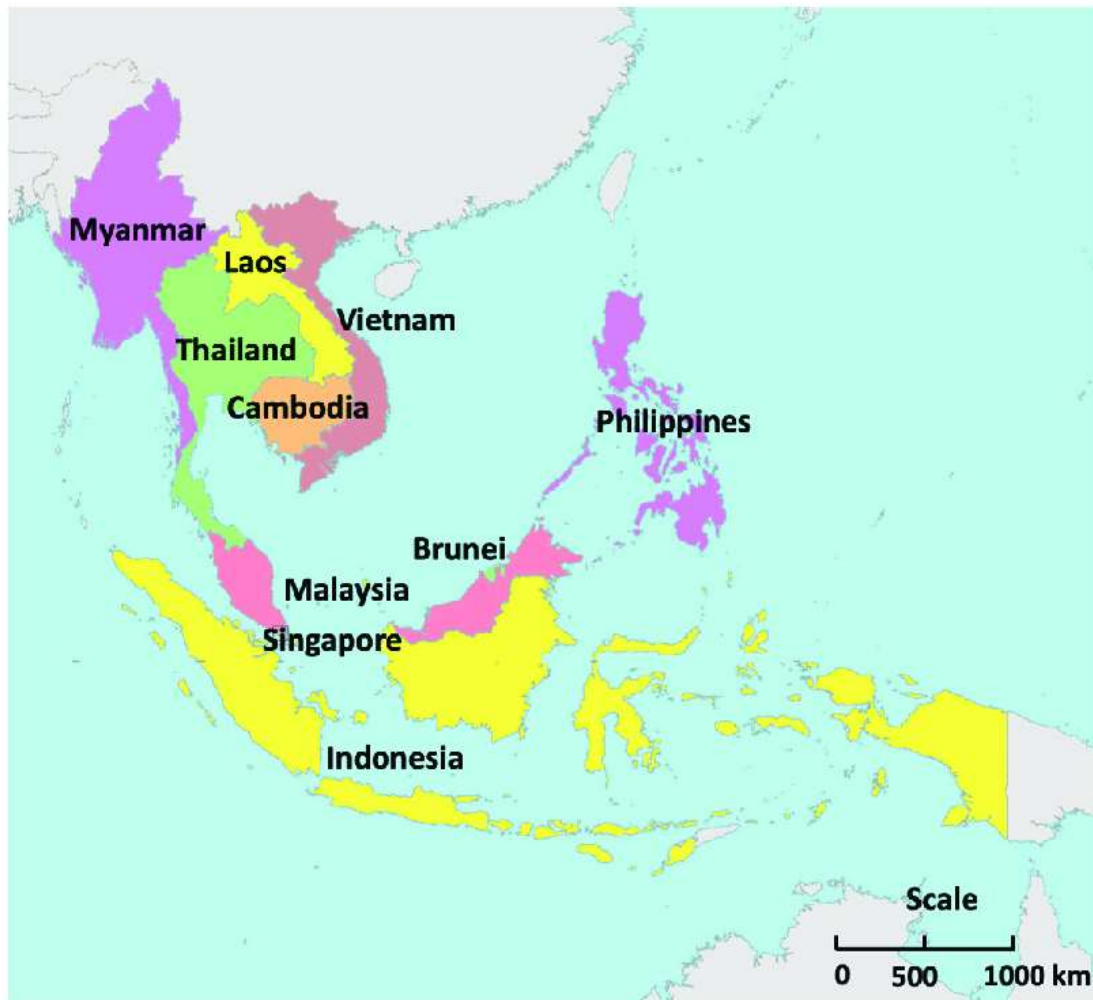 Myanmar
Laos
Vietnam
Thailand
Cambodia
Philippines
Brunei
Malaysia
Singapore
Indonesia
Scale
0 500 1000 km